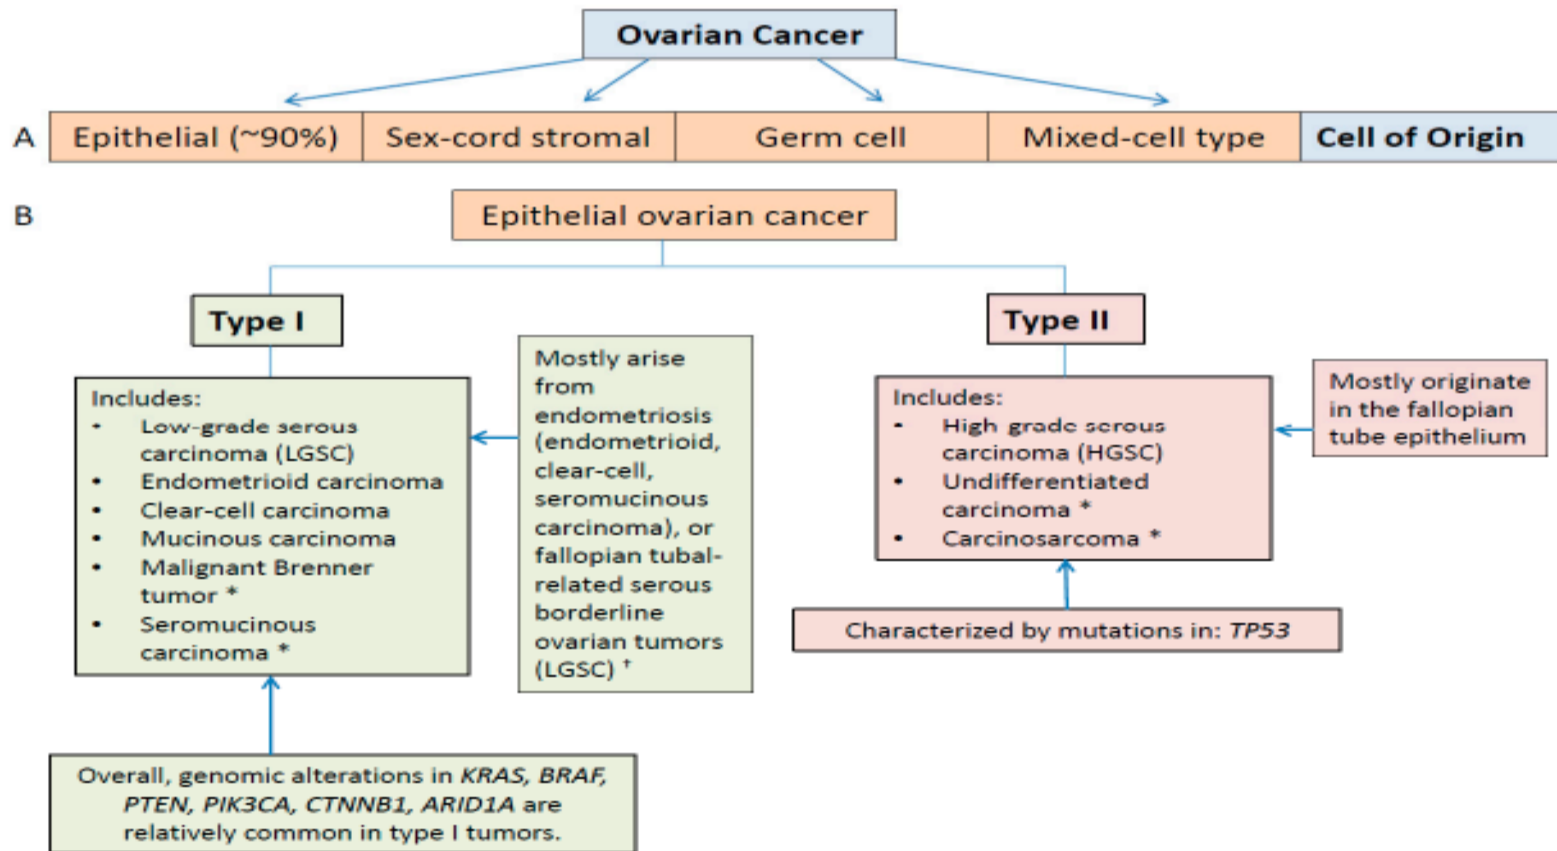 Ovarian Cancer
A
Epithelial (~90%)
Sex-cord stromal
Germ cell
Mixed-cell type
Cell of Origin
B
Epithelial ovarian cancer
Type I
Includes:
• Low-grade serous
carcinoma (LGSC)
• Endometrioid carcinoma
• Clear-cell carcinoma
• Mucinous carcinoma
• Malignant Brenner
tumor *
• Seromucinous
carcinoma *
Mostly arise
from
endometriosis
(endometrioid,
clear-cell,
seromucinous
carcinoma), or
fallopian tubal-
related serous
borderline
ovarian tumors
(LGSC) †
Overall, genomic alterations in KRAS, BRAF,
PTEN, PIK3CA, CTNNB1, ARID1A are
relatively common in type I tumors.
Type II
Includes:
• High grade serous
carcinoma (HGSC)
• Undifferentiated
carcinoma *
• Carcinosarcoma *
Mostly originate
in the fallopian
tube epithelium
Characterized by mutations in: TP53